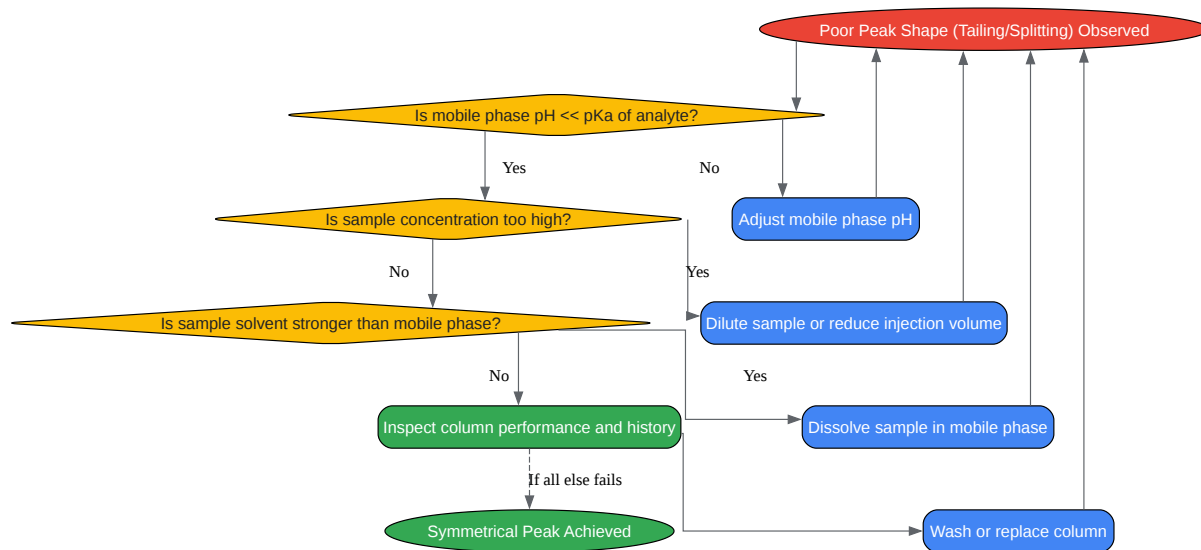 Poor Peak Shape (Tailing/Splitting) Observed
Is mobile phase pH << pKa of analyte?
Yes
No
Adjust mobile phase pH
Is sample concentration too high?
No
Yes
Dilute sample or reduce injection volume
Is sample solvent stronger than mobile phase?
No
Yes
Inspect column performance and history
Dissolve sample in mobile phase
If all else fails
Symmetrical Peak Achieved
Wash or replace column